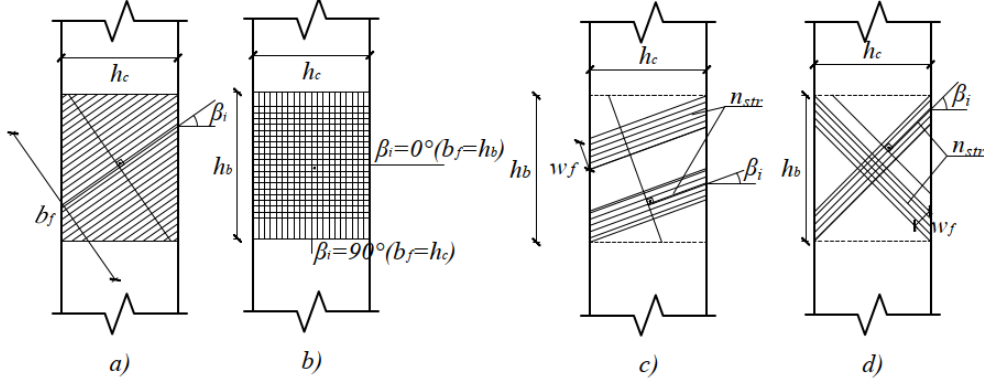 h_c
β_i
h_b
b_f
a)
h_c
β_i=0°(b_f=h_b)
β_i=90°(b_f=h_c)
b)
h_c
n_str
h_b
w_f
β_i
c)
h_c
β_i
n_str
h_b
w_f
d)